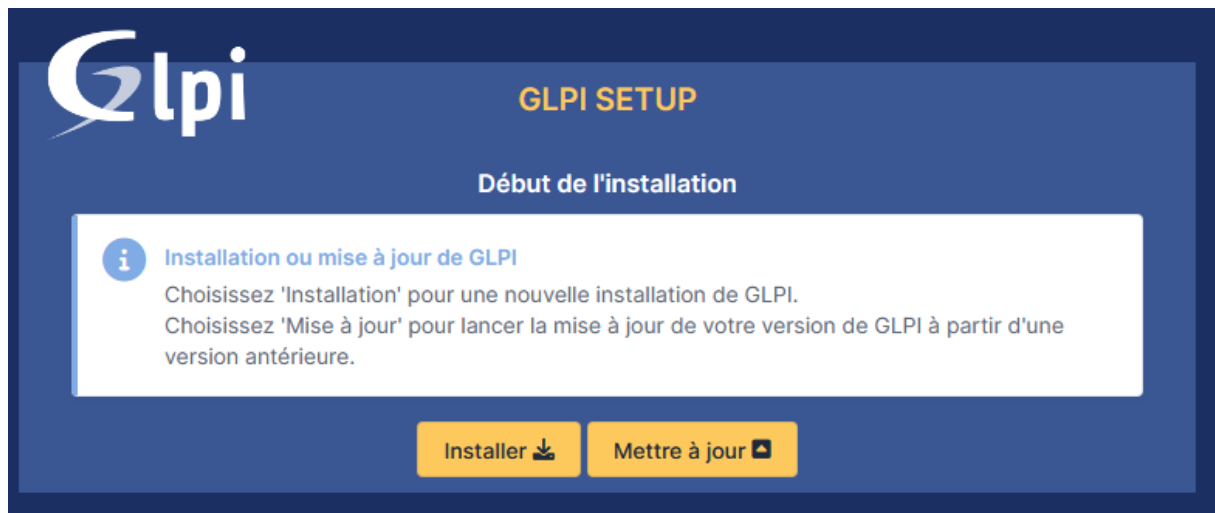 Glpi
GLPI SETUP
Début de l'installation
Installation ou mise à jour de GLPI
Choisissez 'Installation' pour une nouvelle installation de GLPI.
Choisissez 'Mise à jour' pour lancer la mise à jour de votre version de GLPI à partir d'une
version antérieure.
Installer
Mettre à jour